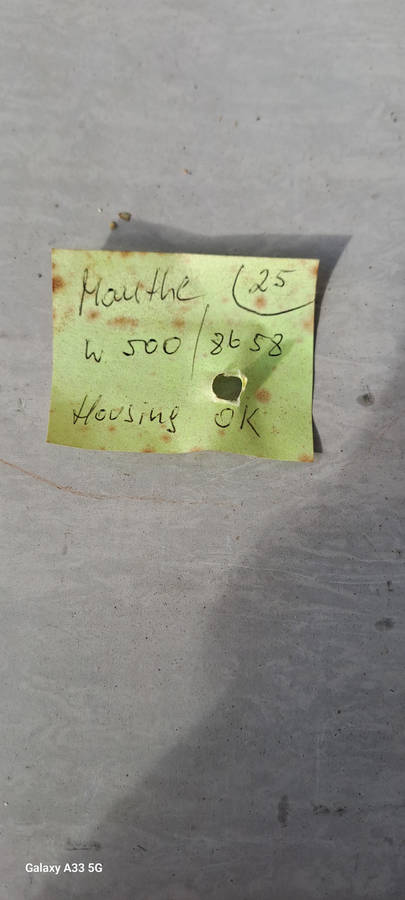 Mauthe 25
W 500 / 8658
Housing OK
Galaxy A33 5G